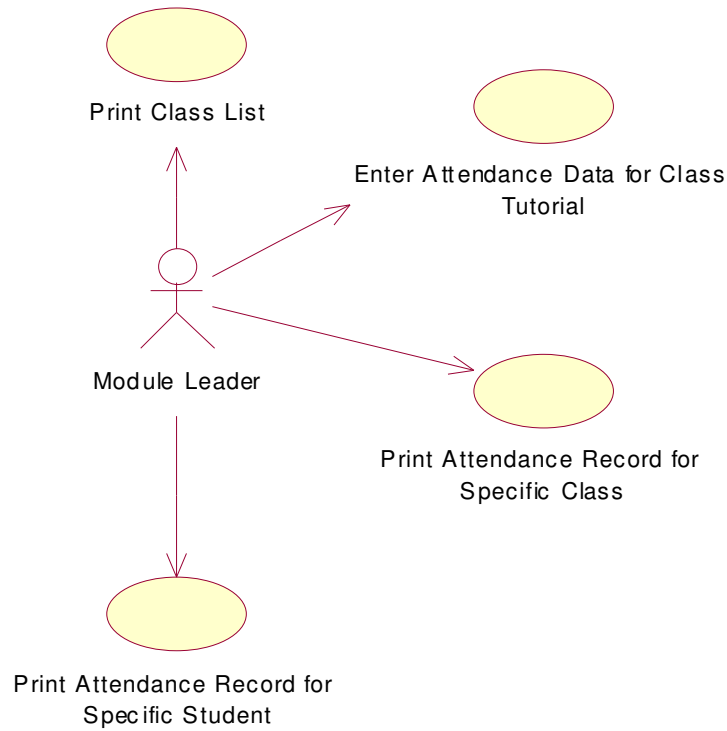 Print Class List
Enter Attendance Data for Class
Tutorial
Module Leader
Print Attendance Record for
Specific Class
Print Attendance Record for
Specific Student